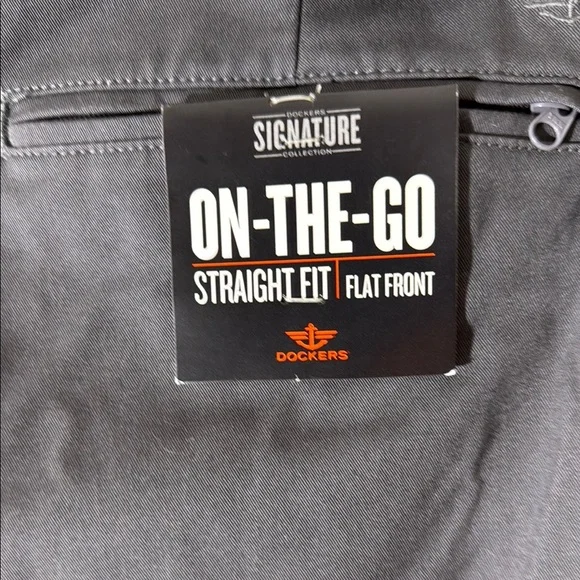 DOCKERS
SIGNATURE
COLLECTION
ON-THE-GO
STRAIGHT FIT | FLAT FRONT
DOCKERS